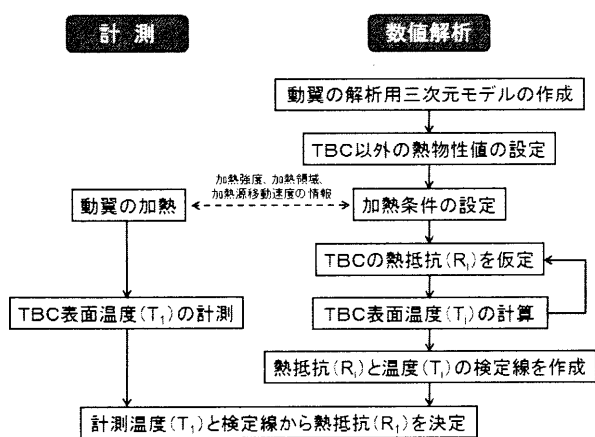 計 測
数値解析
動翼の解析用三次元モデルの作成
TBC以外の熱物性値の設定
加熱強度、加熱領域、
加熱源移動速度の情報
動翼の加熱
加熱条件の設定
TBCの熱抵抗(Ri)を仮定
TBC表面温度(T1)の計測
TBC表面温度(Ti)の計算
熱抵抗(Ri)と温度(Ti)の検定線を作成
計測温度(T1)と検定線から熱抵抗(R1)を決定